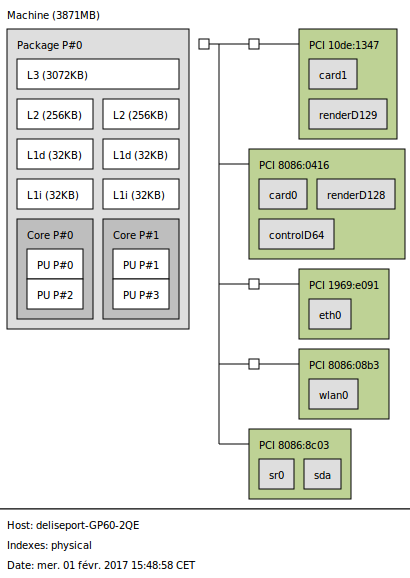 Machine (3871MB)
Package P#0
L3 (3072KB)
L2 (256KB) L2 (256KB)
L1d (32KB) L1d (32KB)
L1i (32KB) L1i (32KB)
Core P#0 Core P#1
PU P#0 PU P#1
PU P#2 PU P#3
PCI 10de:1347
card1
renderD129
PCI 8086:0416
card0 renderD128
controlD64
PCI 1969:e091
eth0
PCI 8086:08b3
wlan0
PCI 8086:8c03
sr0 sda
Host: deliseport-GP60-2QE
Indexes: physical
Date: mer. 01 févr. 2017 15:48:58 CET